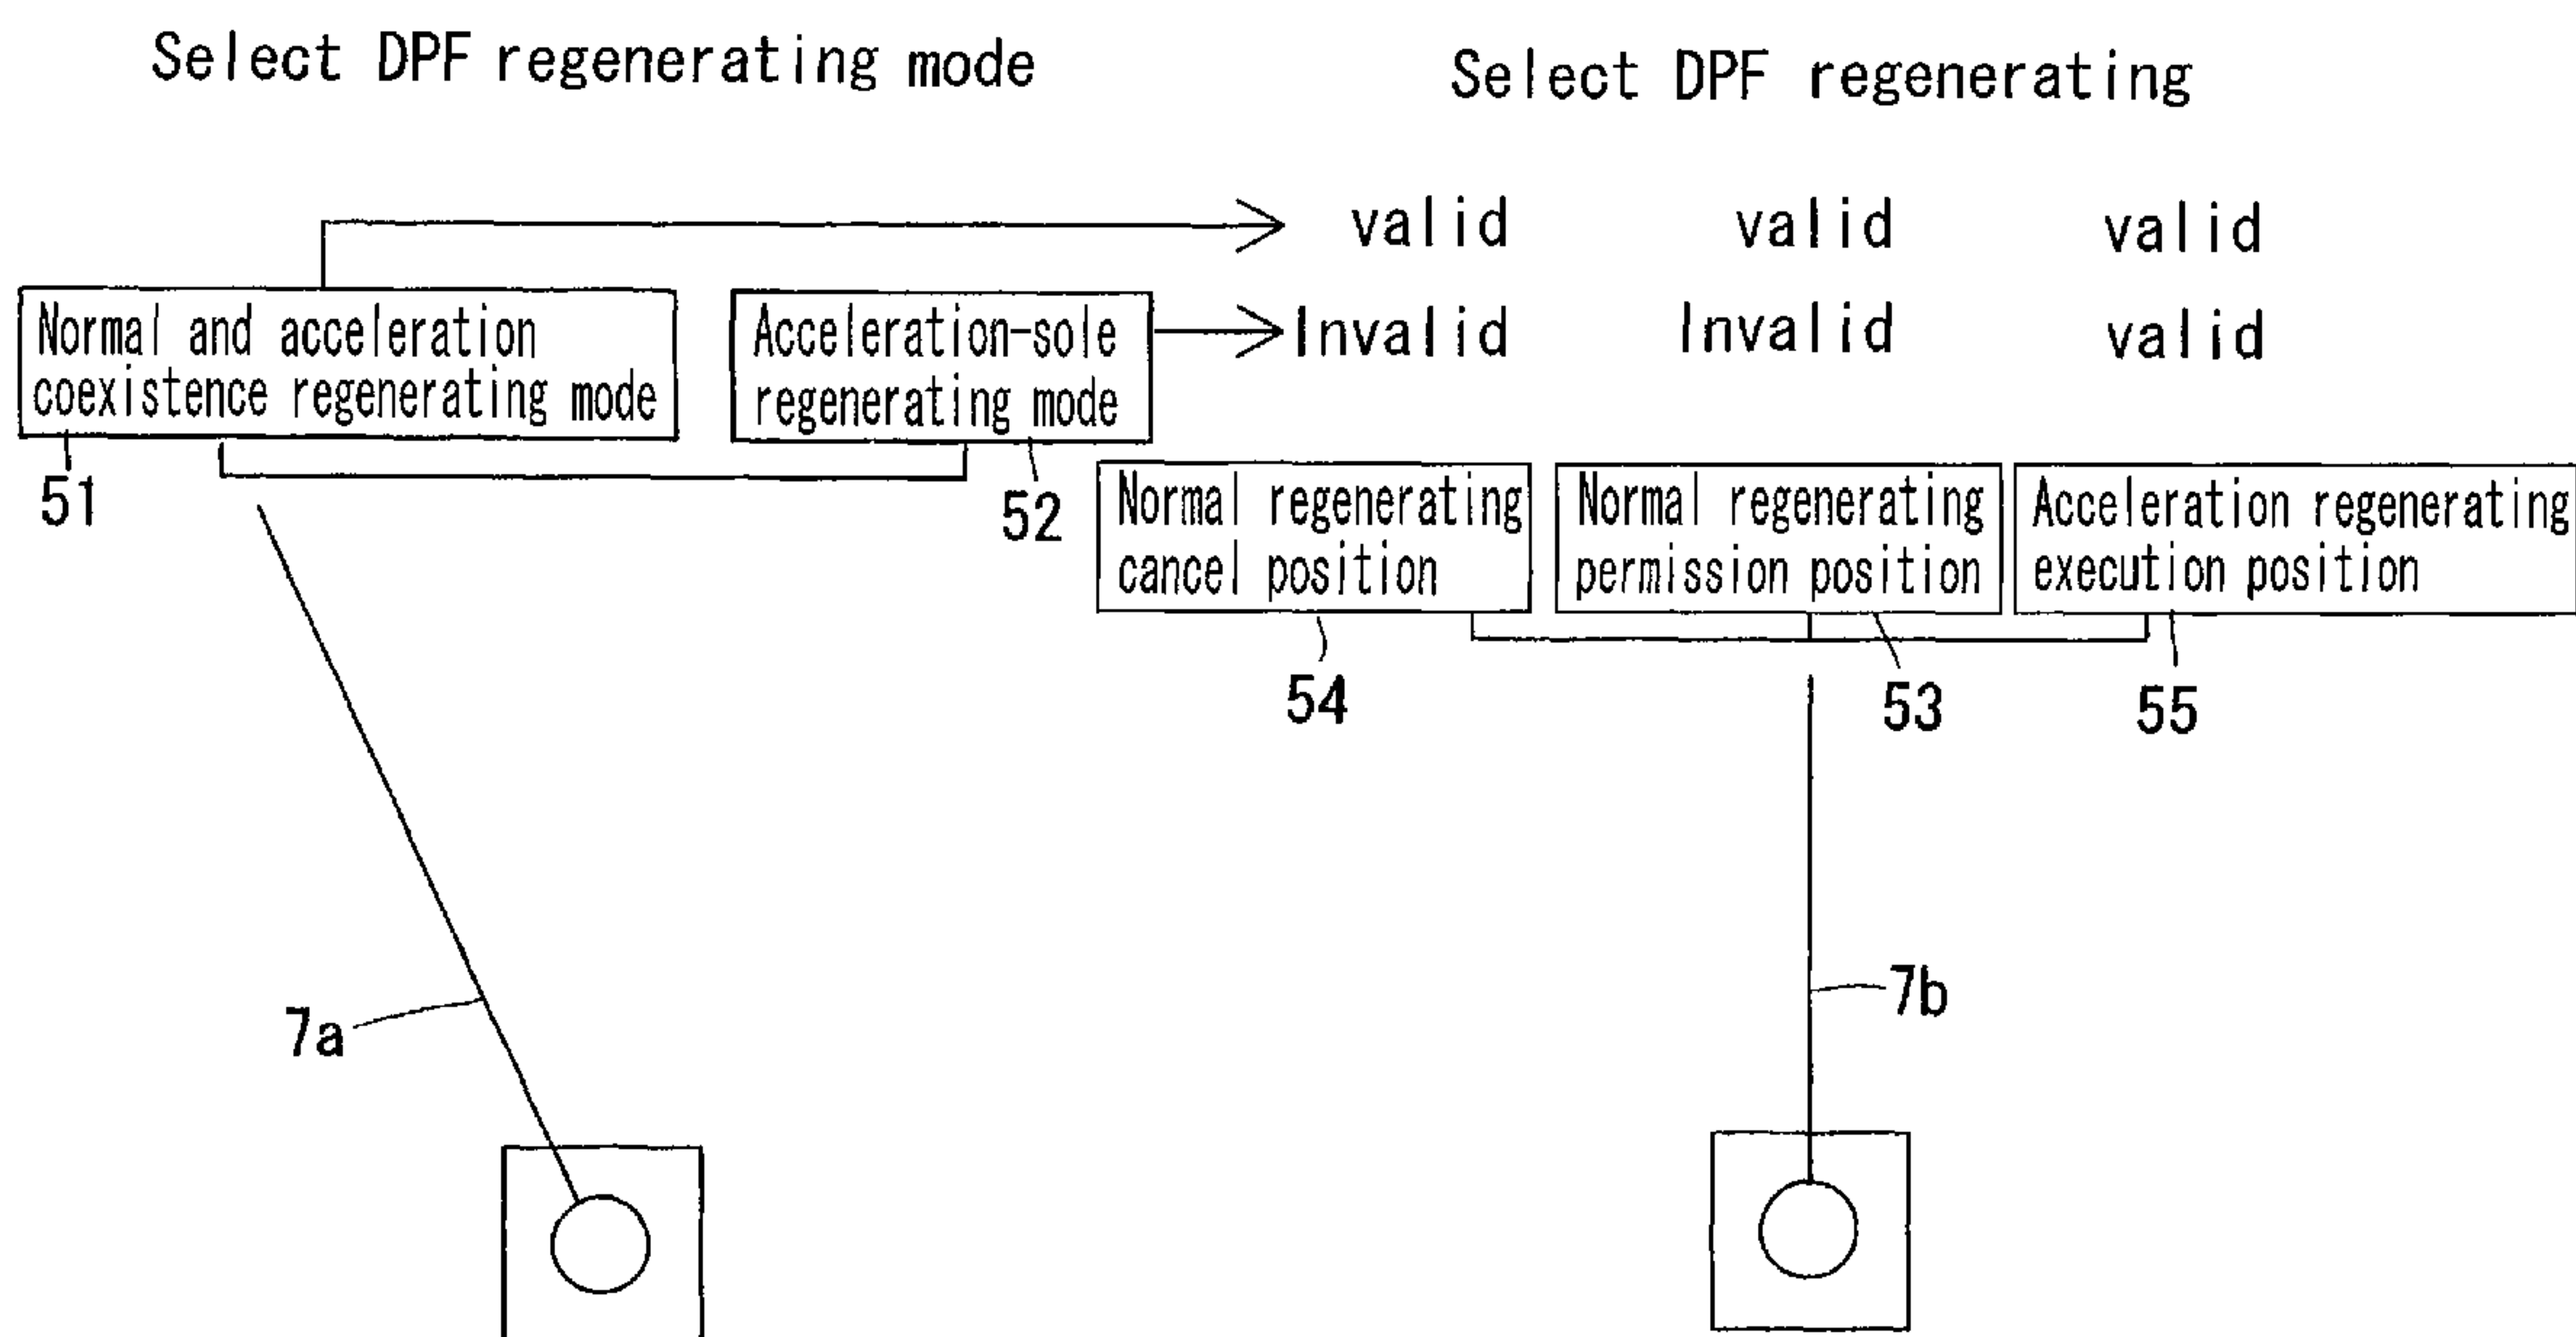 Select DPF regenerating mode
Select DPF regenerating
valid valid valid
Normal and acceleration
coexistence regenerating mode
Acceleration-sole
regenerating mode
Invalid Invalid valid
51
52
Normal regenerating
cancel position
Normal regenerating
permission position
Acceleration regenerating
execution position
54
53
55
7a
7b